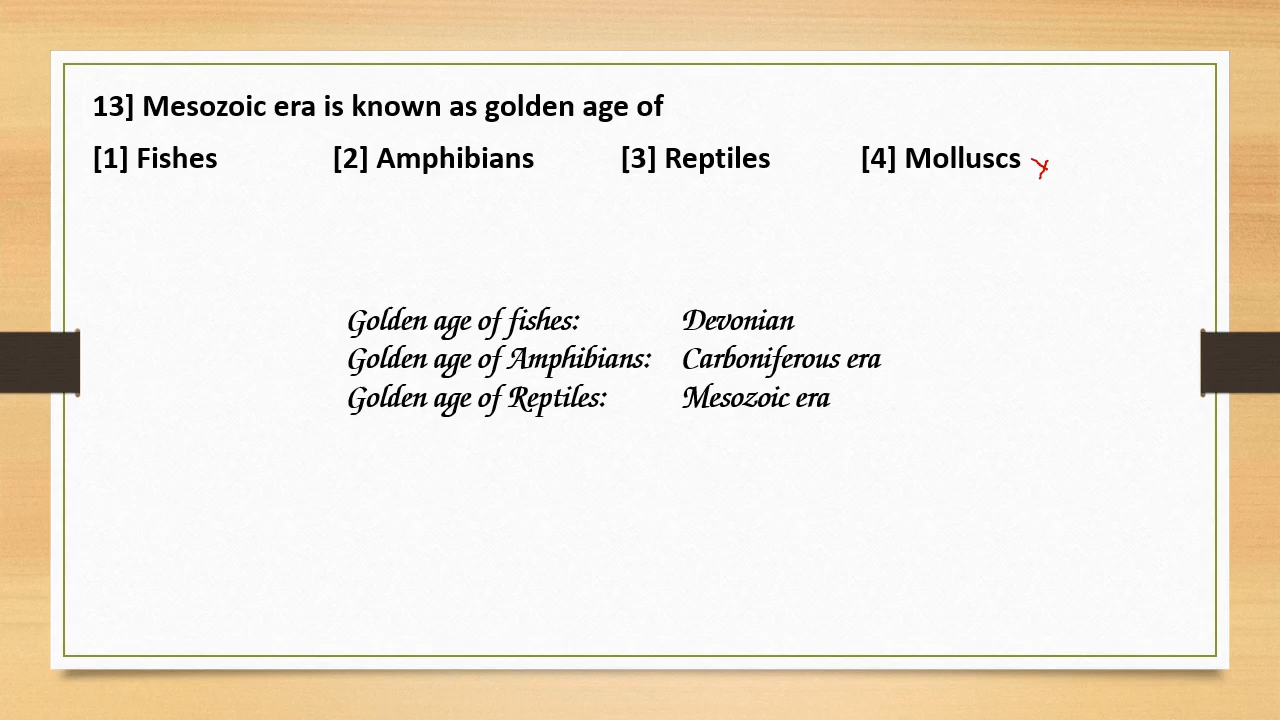 13] Mesozoic era is known as golden age of
[1] Fishes [2] Amphibians [3] Reptiles [4] Molluscs
Golden age of fishes: Devonian
Golden age of Amphibians: Carboniferous era
Golden age of Reptiles: Mesozoic era